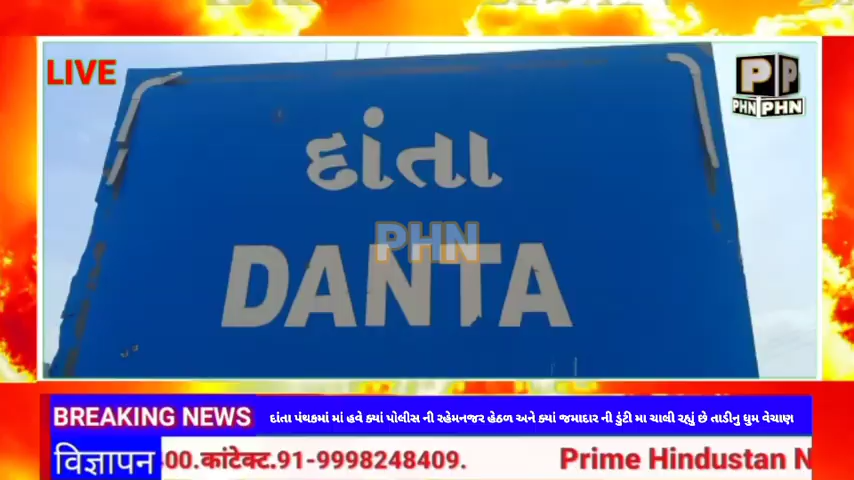 LIVE
P P
PHN PHN
દાંતા
PHN
DANTA
BREAKING NEWS
દાંતા પંથકમાં માં હવે ક્યાં પોલીસ ની રહેમનજર હેઠળ અને ક્યાં જમાદાર ની ડુંટી મા ચાલી રહ્યું છે તાડીનુ ધુમ વેચાણ
विज्ञापन
00.कांटेक्ट.91-9998248409.
Prime Hindustan N